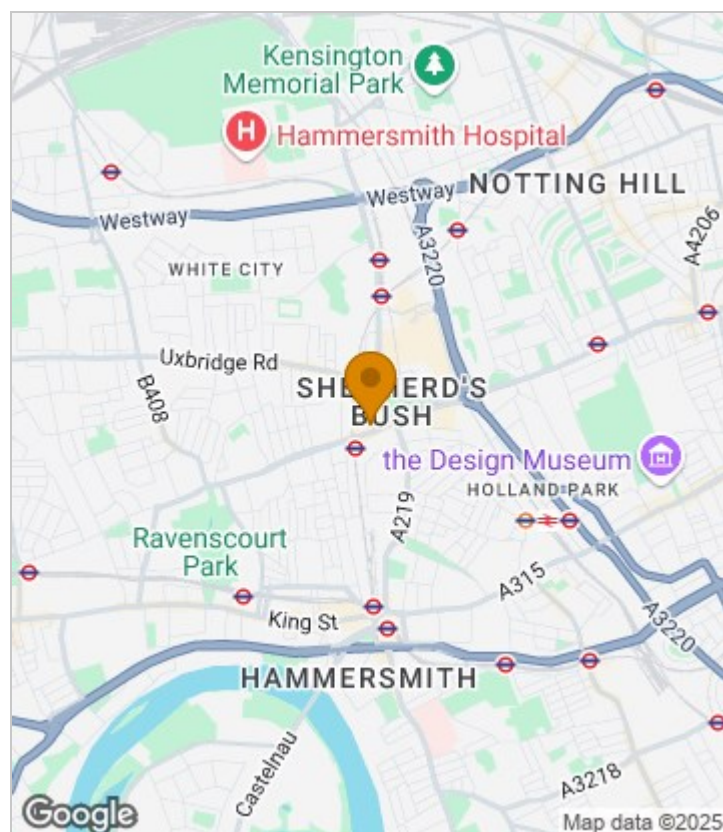 Kensington
Memorial Park
H
Hammersmith Hospital
Westway
NOTTING HILL
Westway
A3220
A4206
WHITE CITY
Uxbridge Rd
B408
SHEPHERD'S
BUSH
the Design Museum
HOLLAND PARK
A219
Ravenscourt
Park
A315
King St
A3220
HAMMERSMITH
Castelnau
A3218
Google
Map data ©2025